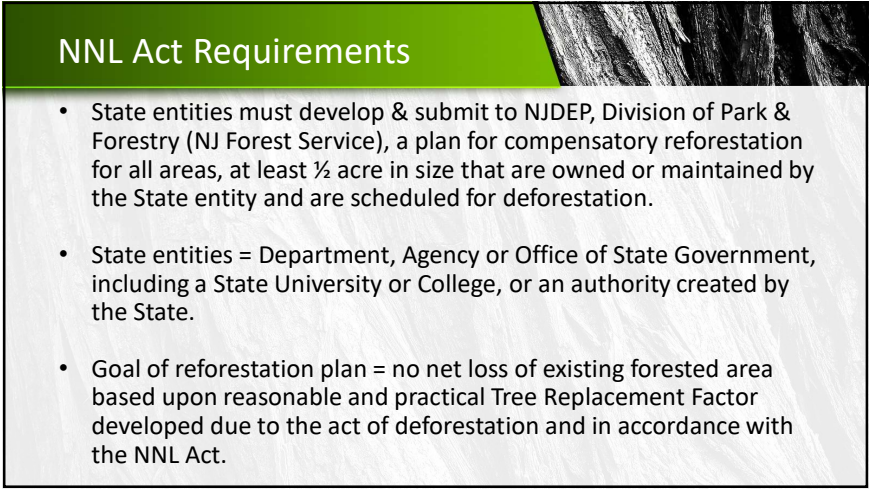 NNL Act Requirements
• State entities must develop & submit to NJDEP, Division of Park &
Forestry (NJ Forest Service), a plan for compensatory reforestation
for all areas, at least ½ acre in size that are owned or maintained by
the State entity and are scheduled for deforestation.
• State entities = Department, Agency or Office of State Government,
including a State University or College, or an authority created by
the State.
• Goal of reforestation plan = no net loss of existing forested area
based upon reasonable and practical Tree Replacement Factor
developed due to the act of deforestation and in accordance with
the NNL Act.